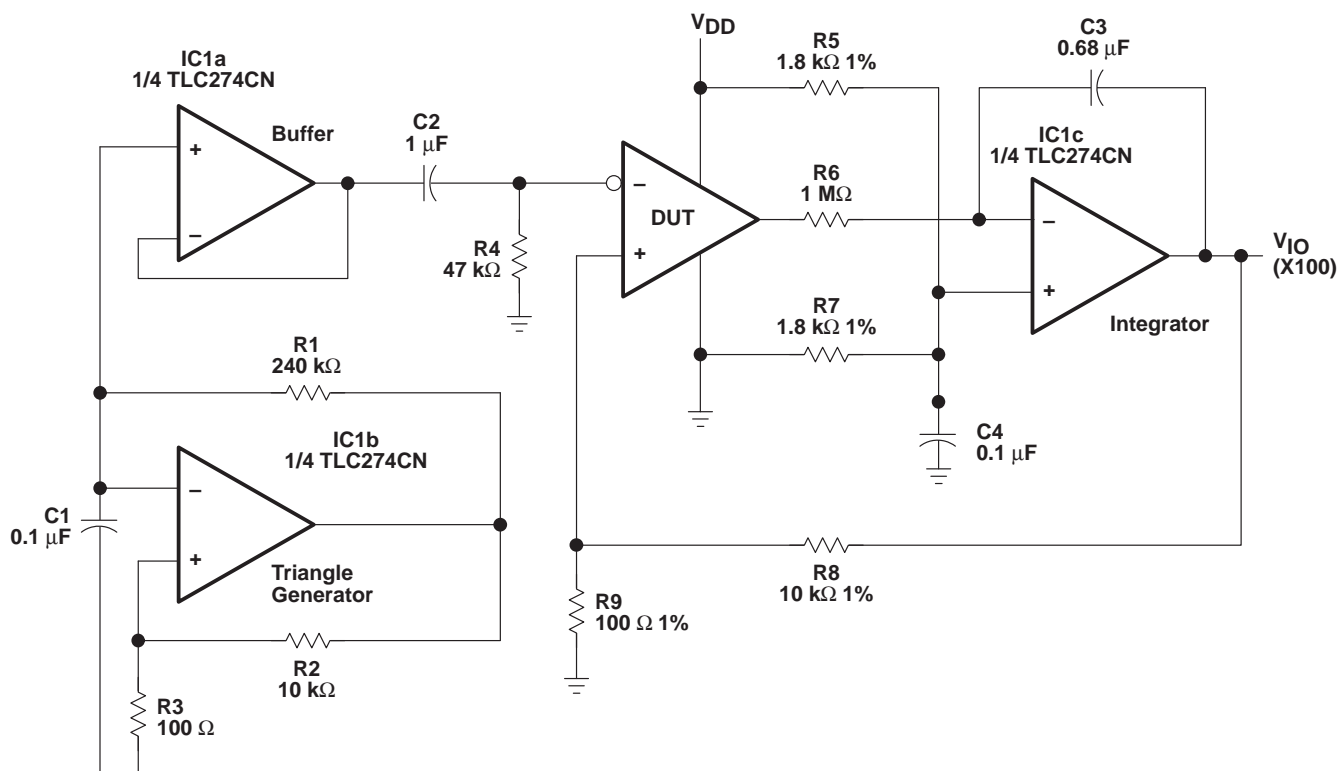 VDD
IC1a
1/4 TLC274CN
+
−
Buffer
C2
1 μF
R4
47 kΩ
−
DUT
+
R5
1.8 kΩ 1%
R6
1 MΩ
R7
1.8 kΩ 1%
C3
0.68 μF
IC1c
1/4 TLC274CN
−
+
Integrator
VIO
(X100)
C4
0.1 μF
R1
240 kΩ
IC1b
1/4 TLC274CN
−
+
C1
0.1 μF
Triangle
Generator
R2
10 kΩ
R3
100 Ω
R8
10 kΩ 1%
R9
100 Ω 1%